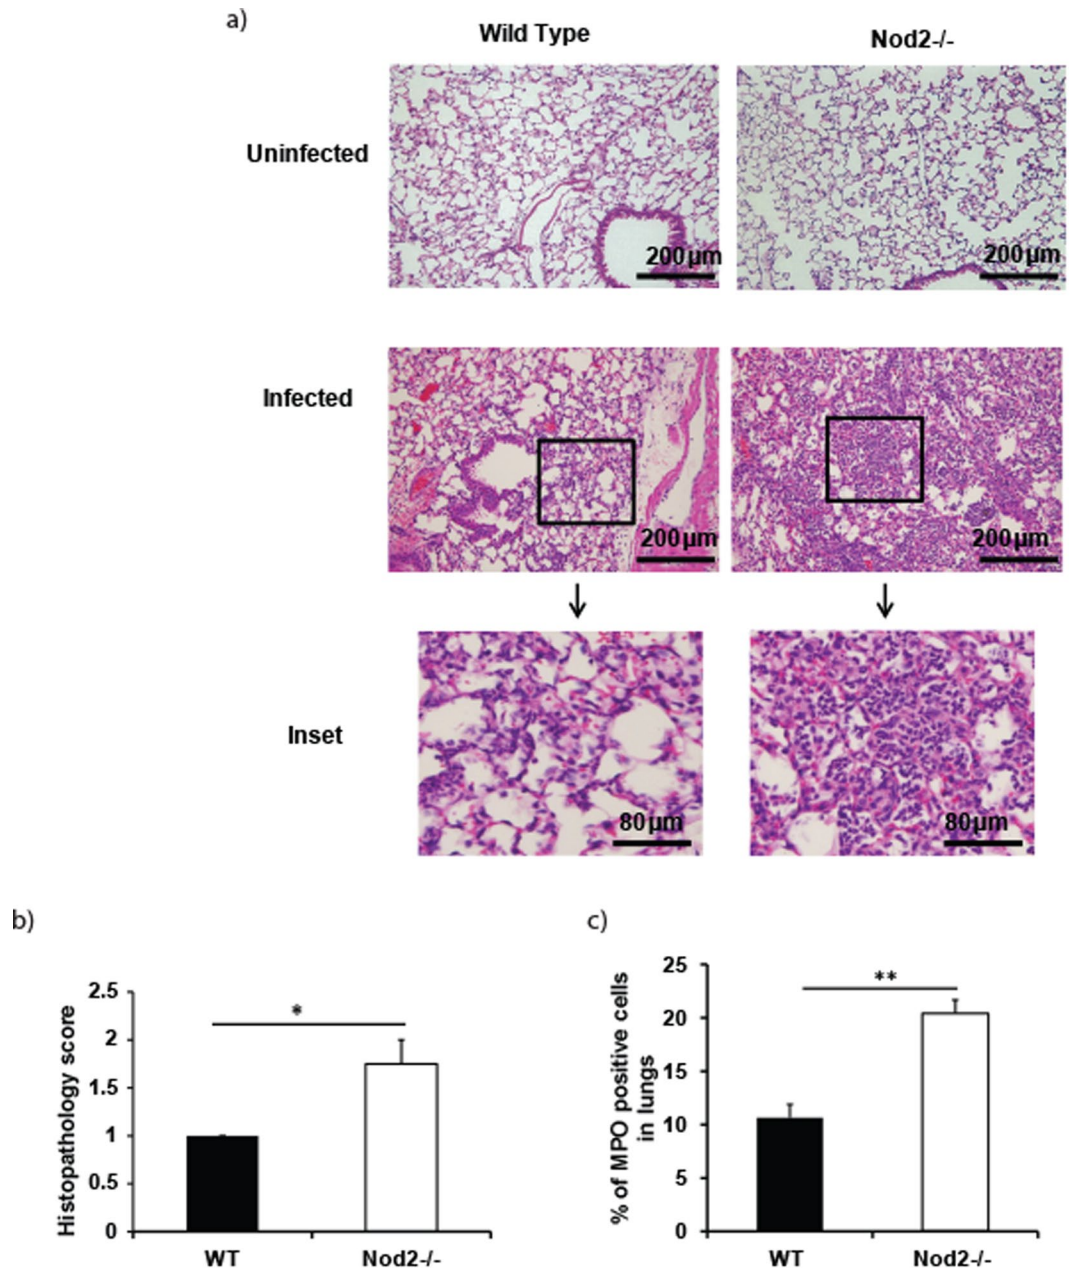 a)
Wild Type
Nod2-/-
Uninfected
200µm
200µm
Infected
200µm
200µm
Inset
80µm
80µm
b)
c)
Histopathology score
2.5
2
1.5
1
0.5
0
*
WT
Nod2-/-
% of MPO positive cells
in lungs
25
20
15
10
5
0
**
WT
Nod2-/-